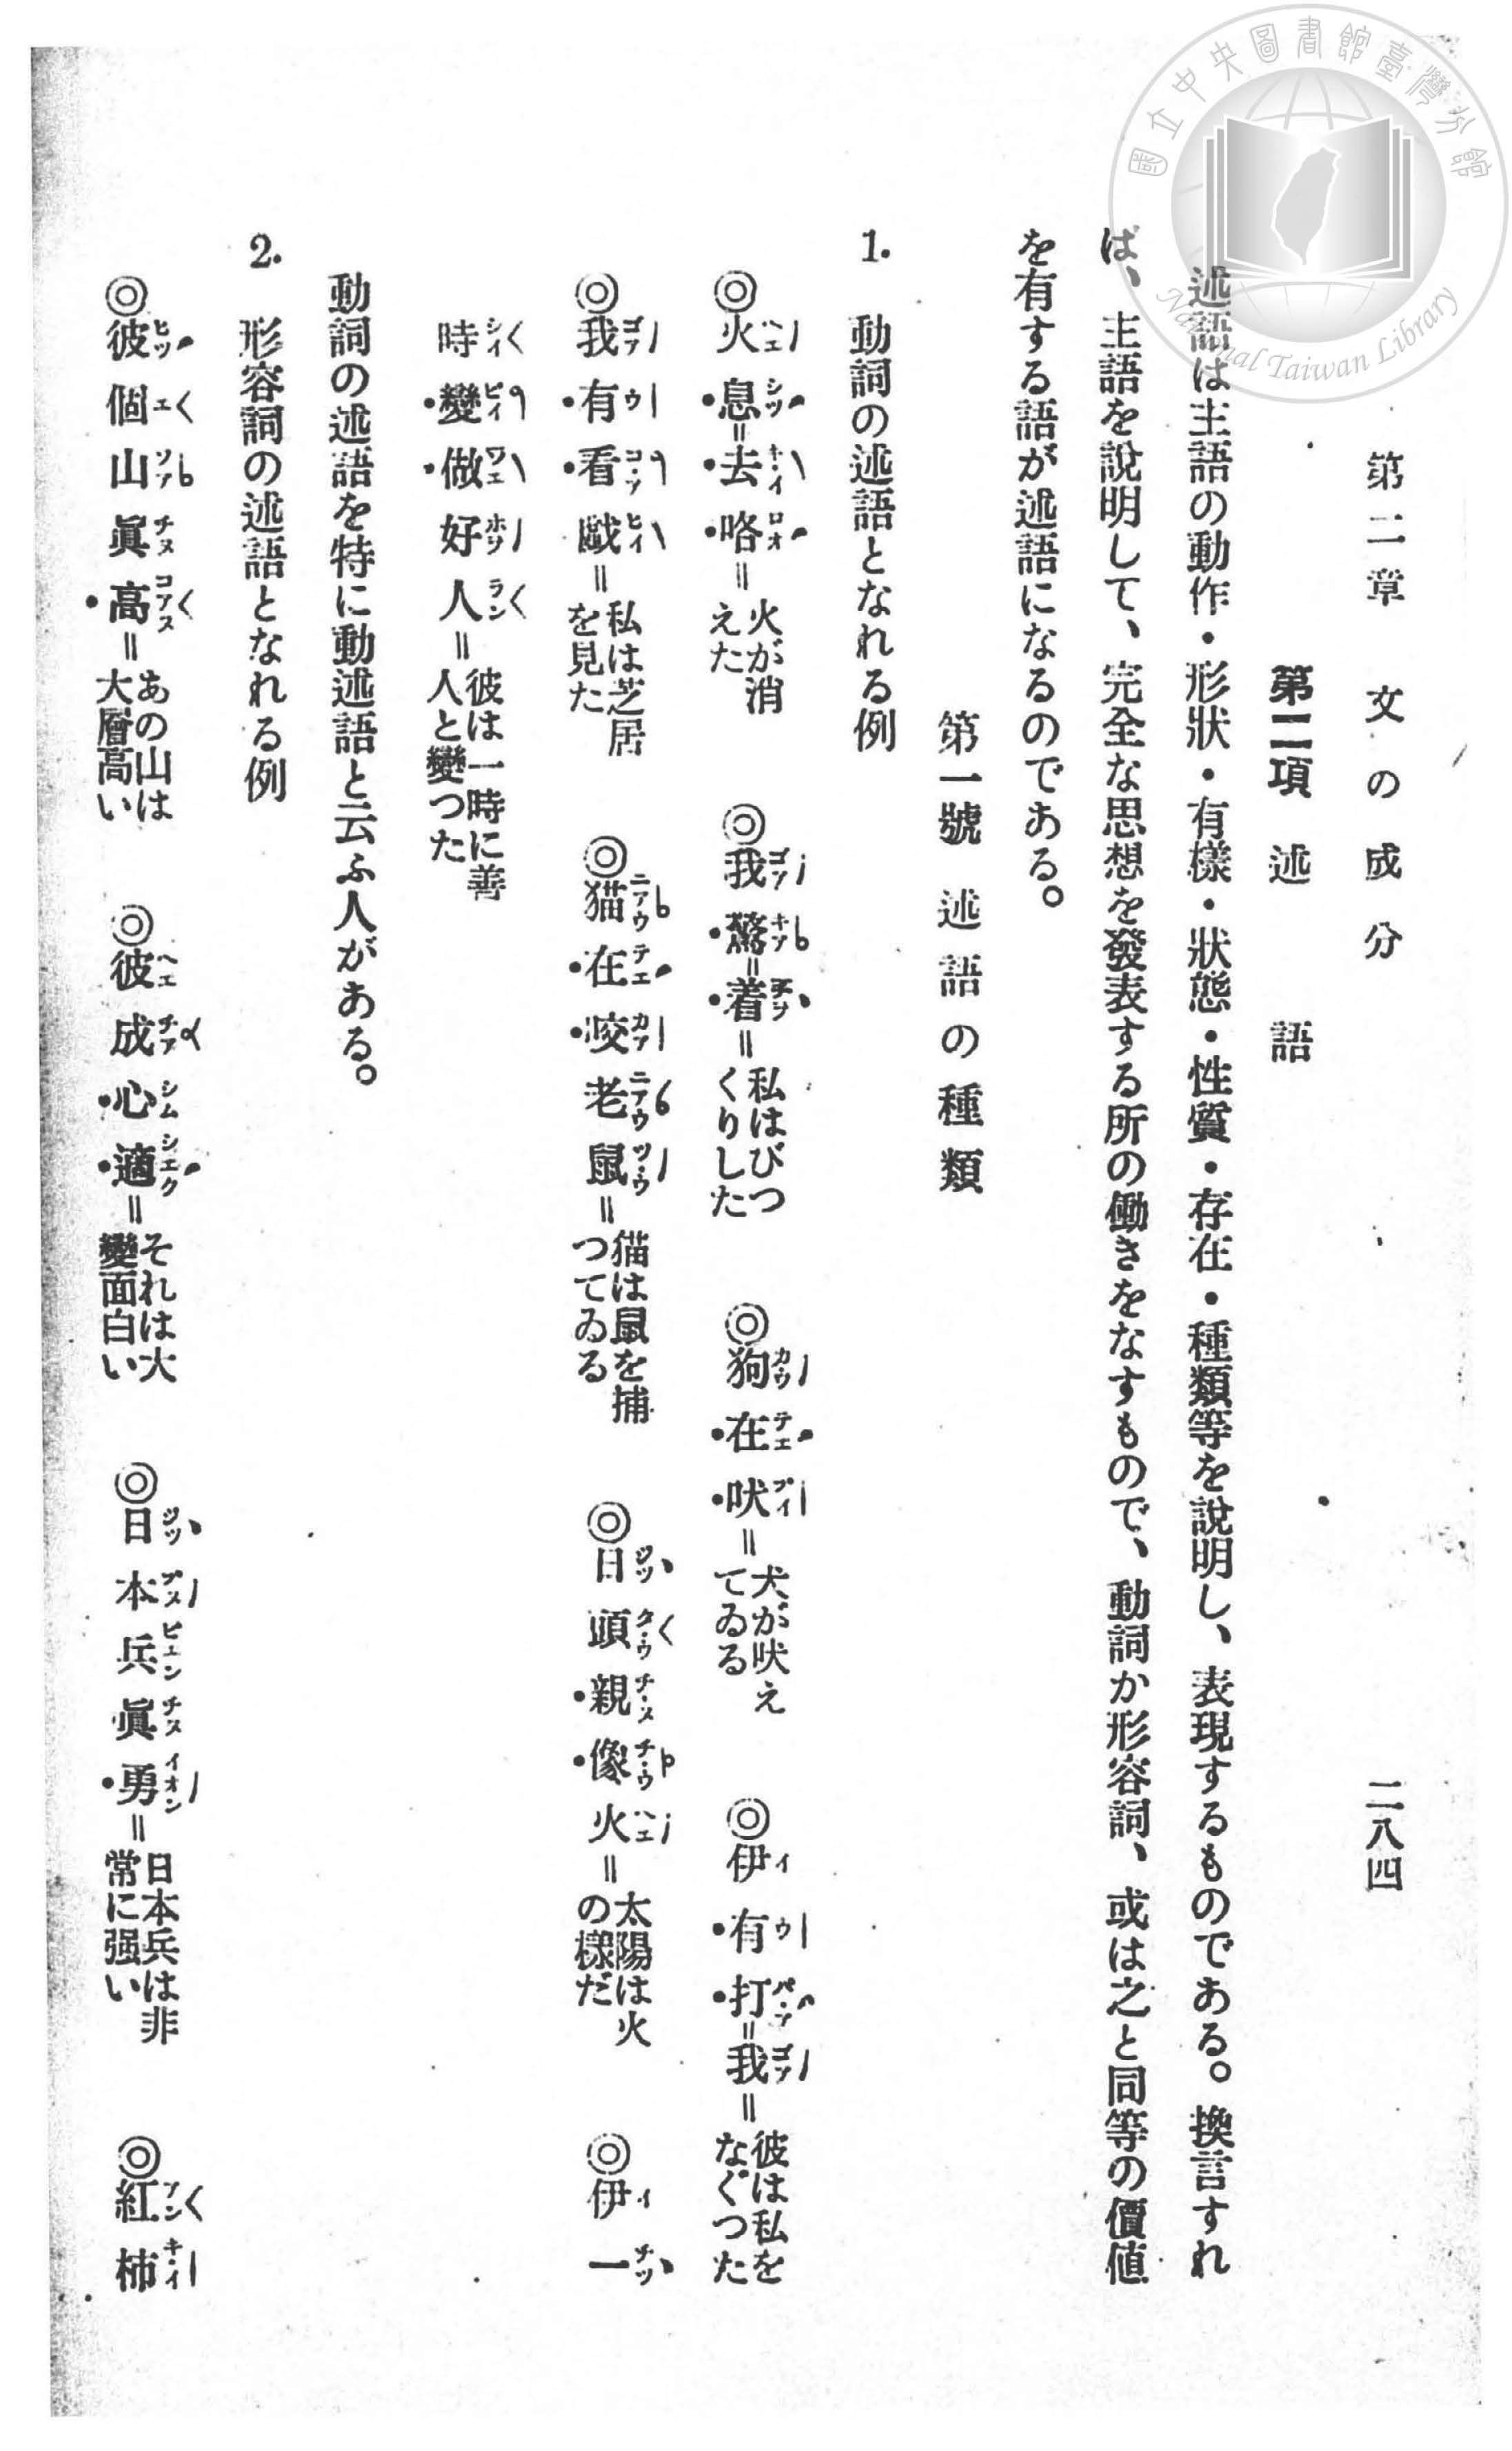 國立中央圖書館臺灣分館
National Taiwan Library
第二章　文の成分　二八四
第二項　述語
述語は主語の動作・形狀・有樣・狀態・性質・存在・種類等を說明し、表現するものである。換言すれ
ば、主語を說明して、完全な思想を發表する所の働きをなすもので、動詞か形容詞、或は之と同等の價値
を有する語が述語になるのである。
第一號　述語の種類
1.　動詞の述語となれる例
◎火息=去咯=火が消えた　◎我驚=着=私はびつくりした　◎狗在吠=犬が吠えてゐる　◎伊有打=我=彼は私をなぐつた
◎我有看戱=私は芝居を見た　◎猫在咬老鼠=猫は鼠を捕つてゐる　◎日頭親像火=太陽は火の樣だ　◎伊一
時變做好人=彼は一時に善人と變つた
動詞の述語を特に動述語と云ふ人がある。
2.　形容詞の述語となれる例
◎彼個山眞高=あの山は大層高い　◎彼成心適=それは大變面白い　◎日本兵眞勇=日本兵は非常に强い　◎紅柿